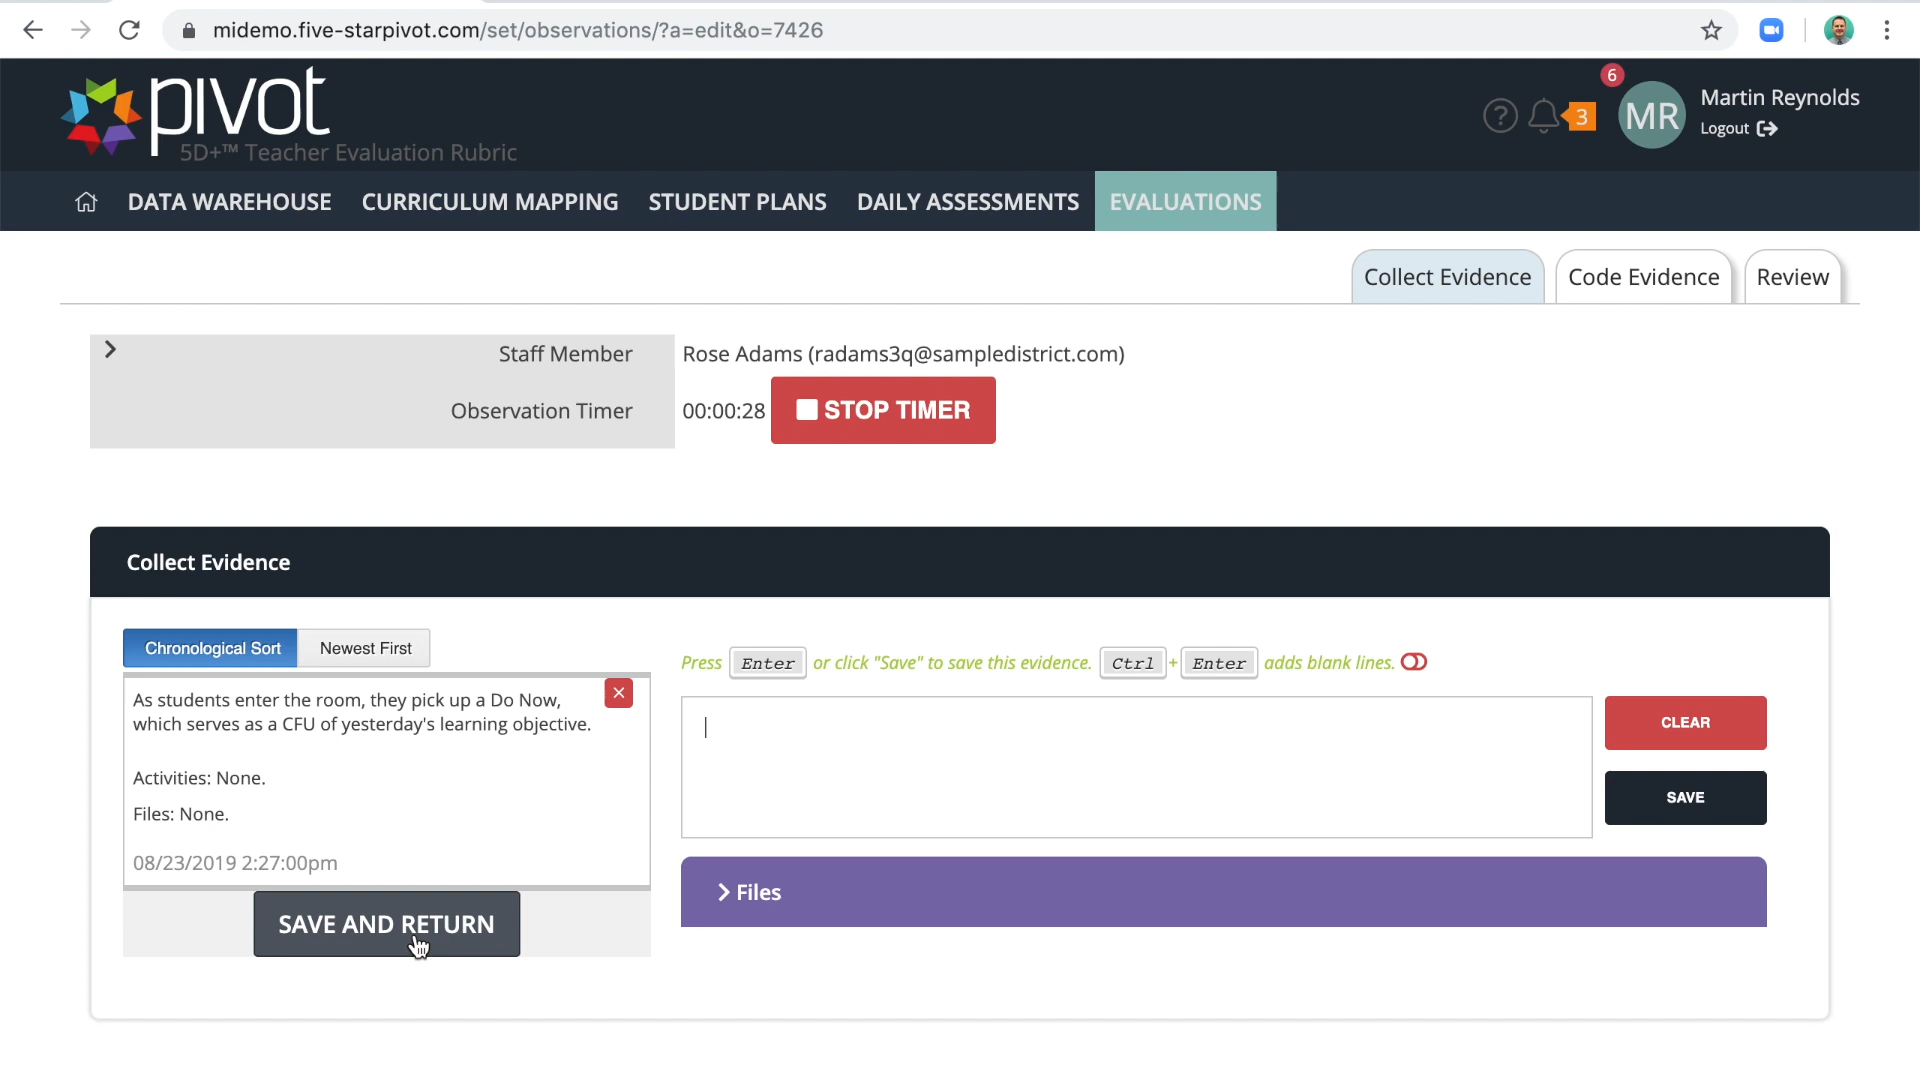 midemo.five-starpivot.com/set/observations/?a=edit&o=7426
pivot
5D+™ Teacher Evaluation Rubric
?
3
6
MR
Martin Reynolds
Logout
DATA WAREHOUSE CURRICULUM MAPPING STUDENT PLANS DAILY ASSESSMENTS EVALUATIONS
Collect Evidence Code Evidence Review
Staff Member Rose Adams (radams3q@sampledistrict.com)
Observation Timer 00:00:28 STOP TIMER
Collect Evidence
Chronological Sort Newest First
Press Enter or click "Save" to save this evidence. Ctrl + Enter adds blank lines.
As students enter the room, they pick up a Do Now,
which serves as a CFU of yesterday's learning objective.
Activities: None.
Files: None.
08/23/2019 2:27:00pm
SAVE AND RETURN
CLEAR
SAVE
Files